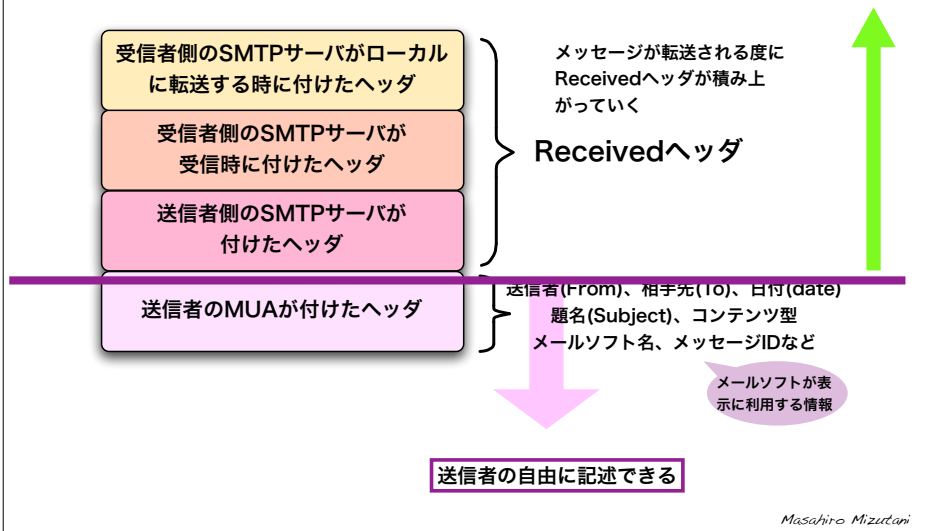 受信者側のSMTPサーバがローカル
に転送する時に付けたヘッダ
受信者側のSMTPサーバが
受信時に付けたヘッダ
送信者側のSMTPサーバが
付けたヘッダ
送信者のMUAが付けたヘッダ
メッセージが転送される度に
Receivedヘッダが積み上
がっていく
Receivedヘッダ
送信者(From)、相手先(To)、日付(date)
題名(Subject)、コンテンツ型
メールソフト名、メッセージIDなど
メールソフトが表
示に利用する情報
送信者の自由に記述できる
Masahiro Mizutani